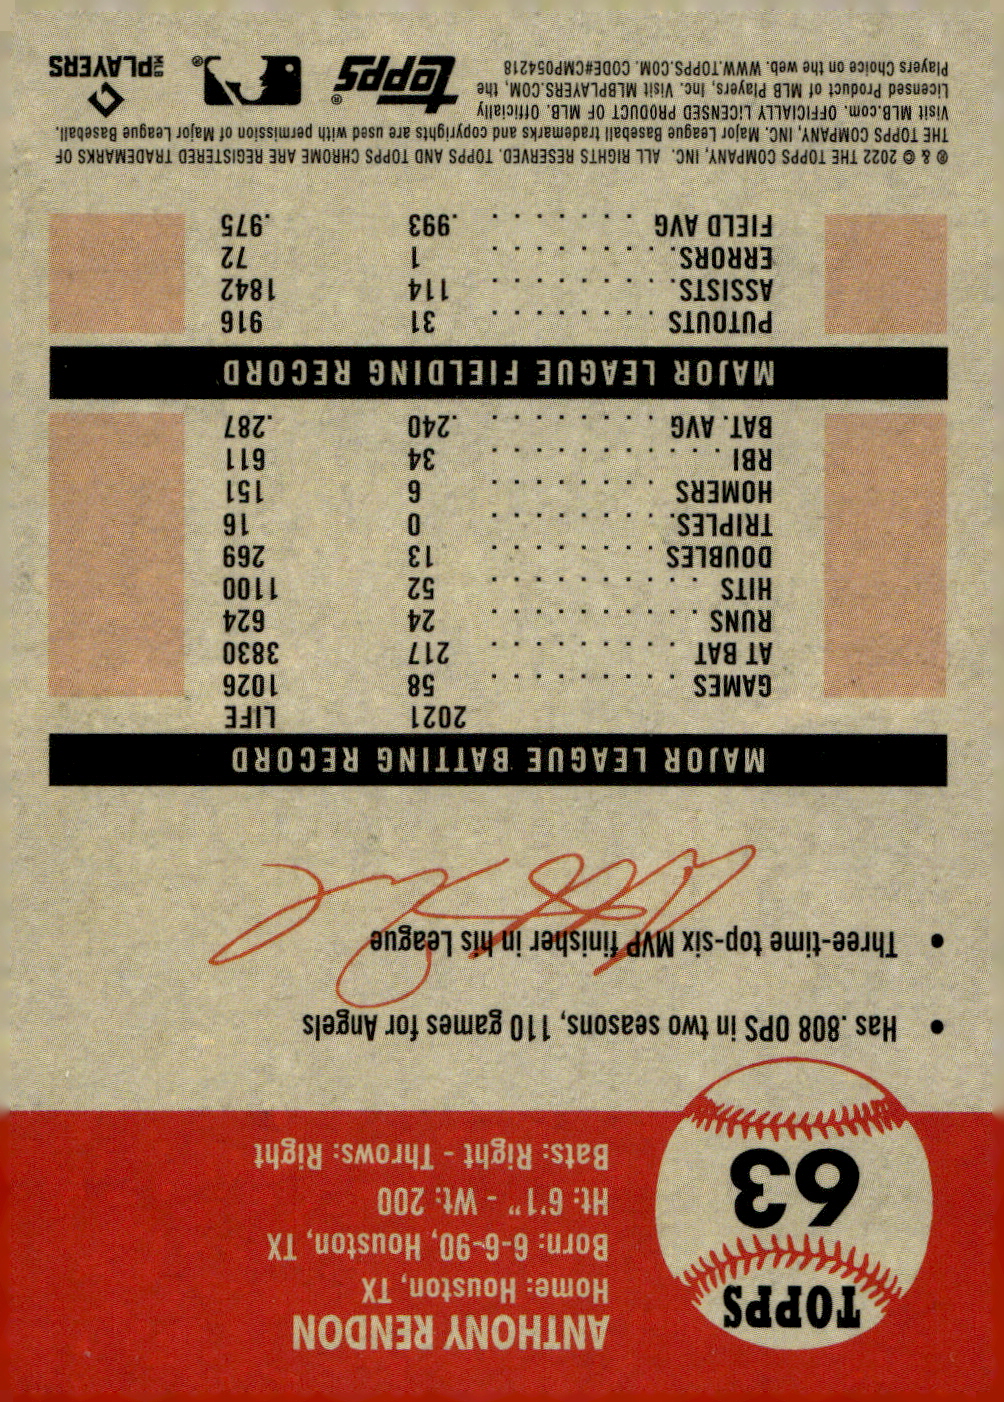 TOPPS
63
ANTHONY RENDON
Home: Houston, TX
Born: 6-6-90, Houston, TX
Ht: 6'1" - Wt: 200
Bats: Right - Throws: Right
• Has .808 OPS in two seasons, 110 games for Angels
• Three-time top-six MVP finisher in his League
MAJOR LEAGUE BATTING RECORD
2021 LIFE
GAMES . . . . . . . . . 58 1026
AT BAT . . . . . . . . . 217 3830
RUNS . . . . . . . . . . 24 624
HITS . . . . . . . . . . 52 1100
DOUBLES . . . . . . . . 13 269
TRIPLES. . . . . . . . . 0 16
HOMERS . . . . . . . . 6 151
RBI . . . . . . . . . . . 34 611
BAT. AVG . . . . . . . . .240 .287
MAJOR LEAGUE FIELDING RECORD
PUTOUTS . . . . . . . . 31 916
ASSISTS. . . . . . . . . 114 1842
ERRORS. . . . . . . . . 1 72
FIELD AVG . . . . . . . .993 .975
® & © 2022 THE TOPPS COMPANY, INC. ALL RIGHTS RESERVED. TOPPS AND TOPPS CHROME ARE REGISTERED TRADEMARKS OF
THE TOPPS COMPANY, INC. Major League Baseball trademarks and copyrights are used with permission of Major League Baseball.
Visit MLB.com. OFFICIALLY LICENSED PRODUCT OF MLB. Officially
Licensed Product of MLB Players, Inc. Visit MLBPLAYERS.COM, the
Players Choice on the web. WWW.TOPPS.COM. CODE#CMP054218
topps®
®
MLB PLAYERS